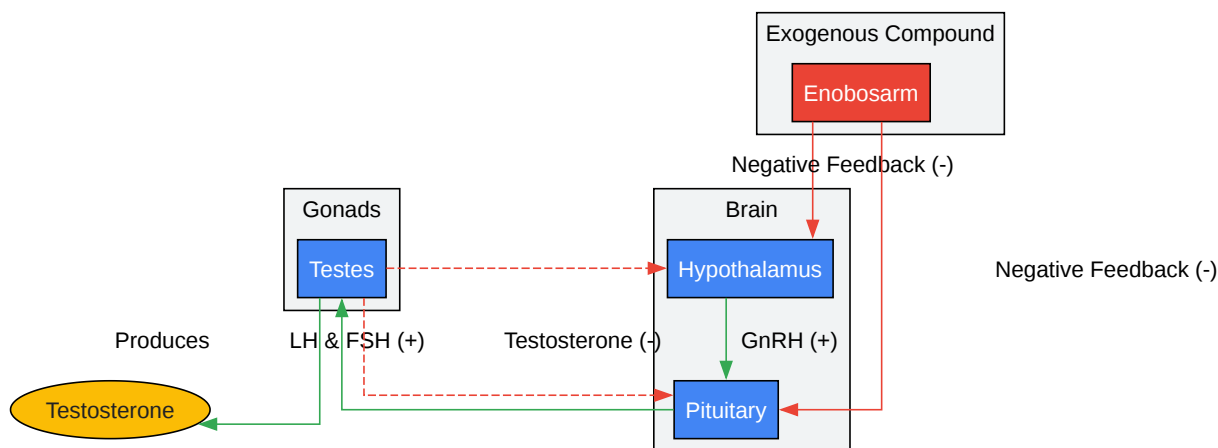 Exogenous Compound
Enobosarm
Negative Feedback (-)
Gonads
Brain
Testes
Hypothalamus
Negative Feedback (-)
Produces
LH & FSH (+)
Testosterone (-)
GnRH (+)
Testosterone
Pituitary